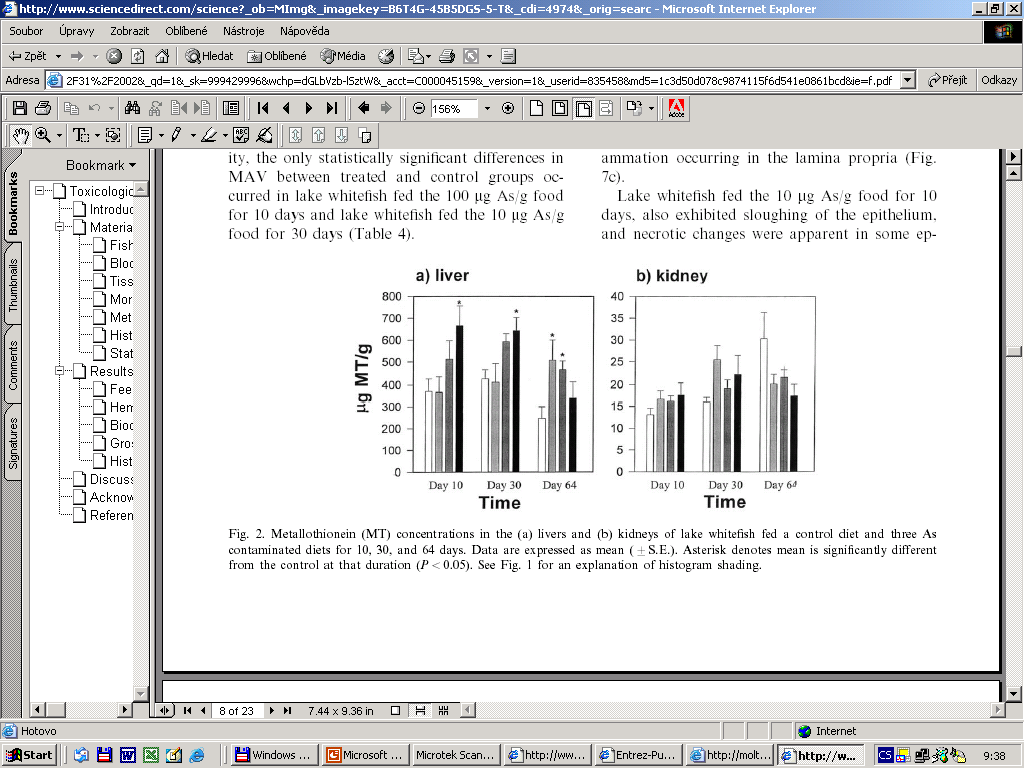 http://www.sciencedirect.com/science?_ob=MImg&_imagekey=B6T4G-45B5DG5-5-T&_cdi=4974&_orig=searc - Microsoft Internet Explorer
Soubor Úpravy Zobrazit Oblíbené Nástroje Nápověda
Zpět Hledat Oblíbené Média
Adresa 2F31%2F2002&_qd=1&_sk=999429996&wchp=dGLbVzb-lSztW&_acct=C000045159&_version=1&_userid=835458&md5=1c3d50d078c9874115f6d541e0861bcd&ie=f.pdf Přejít Odkazy
156%
Bookmark
Bookmarks
Thumbnails
Comments
Signatures
Toxicologic
Introduc
Materia
Fish
Bloc
Tiss
Mor
Met
Hist
Stat
Results
Fee
Hem
Bioc
Gros
Hist
Discuss
Acknow
Referen
ity, the only statistically significant differences in
MAV between treated and control groups oc-
curred in lake whitefish fed the 100 µg As/g food
for 10 days and lake whitefish fed the 10 µg As/g
food for 30 days (Table 4).
ammation occurring in the lamina propria (Fig.
7c).
Lake whitefish fed the 10 µg As/g food for 10
days, also exhibited sloughing of the epithelium,
and necrotic changes were apparent in some ep-
a) liver
800
700
600
500
400
300
200
100
0
µg MT/g
* * * *
Day 10 Day 30 Day 64
Time
b) kidney
40
35
30
25
20
15
10
5
0
Day 10 Day 30 Day 64
Time
Fig. 2. Metallothionein (MT) concentrations in the (a) livers and (b) kidneys of lake whitefish fed a control diet and three As
contaminated diets for 10, 30, and 64 days. Data are expressed as mean (±S.E.). Asterisk denotes mean is significantly different
from the control at that duration (P < 0.05). See Fig. 1 for an explanation of histogram shading.
8 of 23 7.44 x 9.36 in
Hotovo Internet
Start Windows ... Microsoft ... Microtek Scan... http://ww... Entrez-Pu... http://molt... http://w... CS 9:38